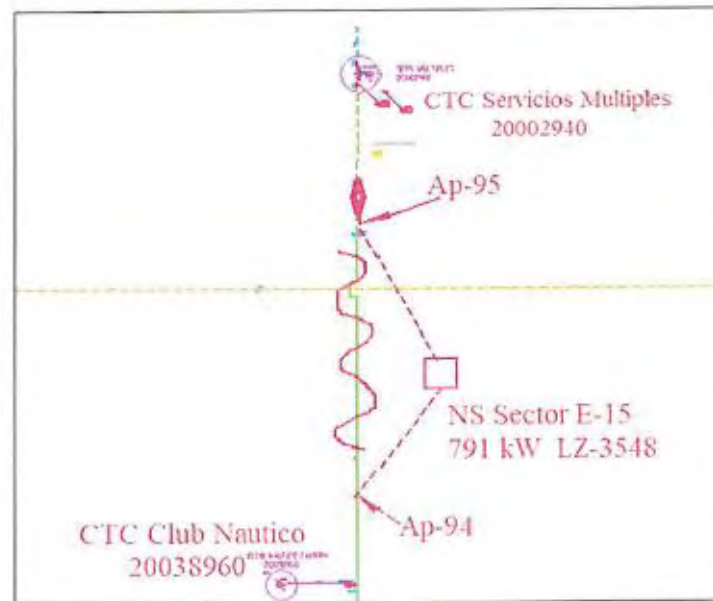 CTC Servicios Multiples
20002940
Ap-95
NS Sector E-15
791 kW LZ-3548
Ap-94
CTC Club Nautico
20038960